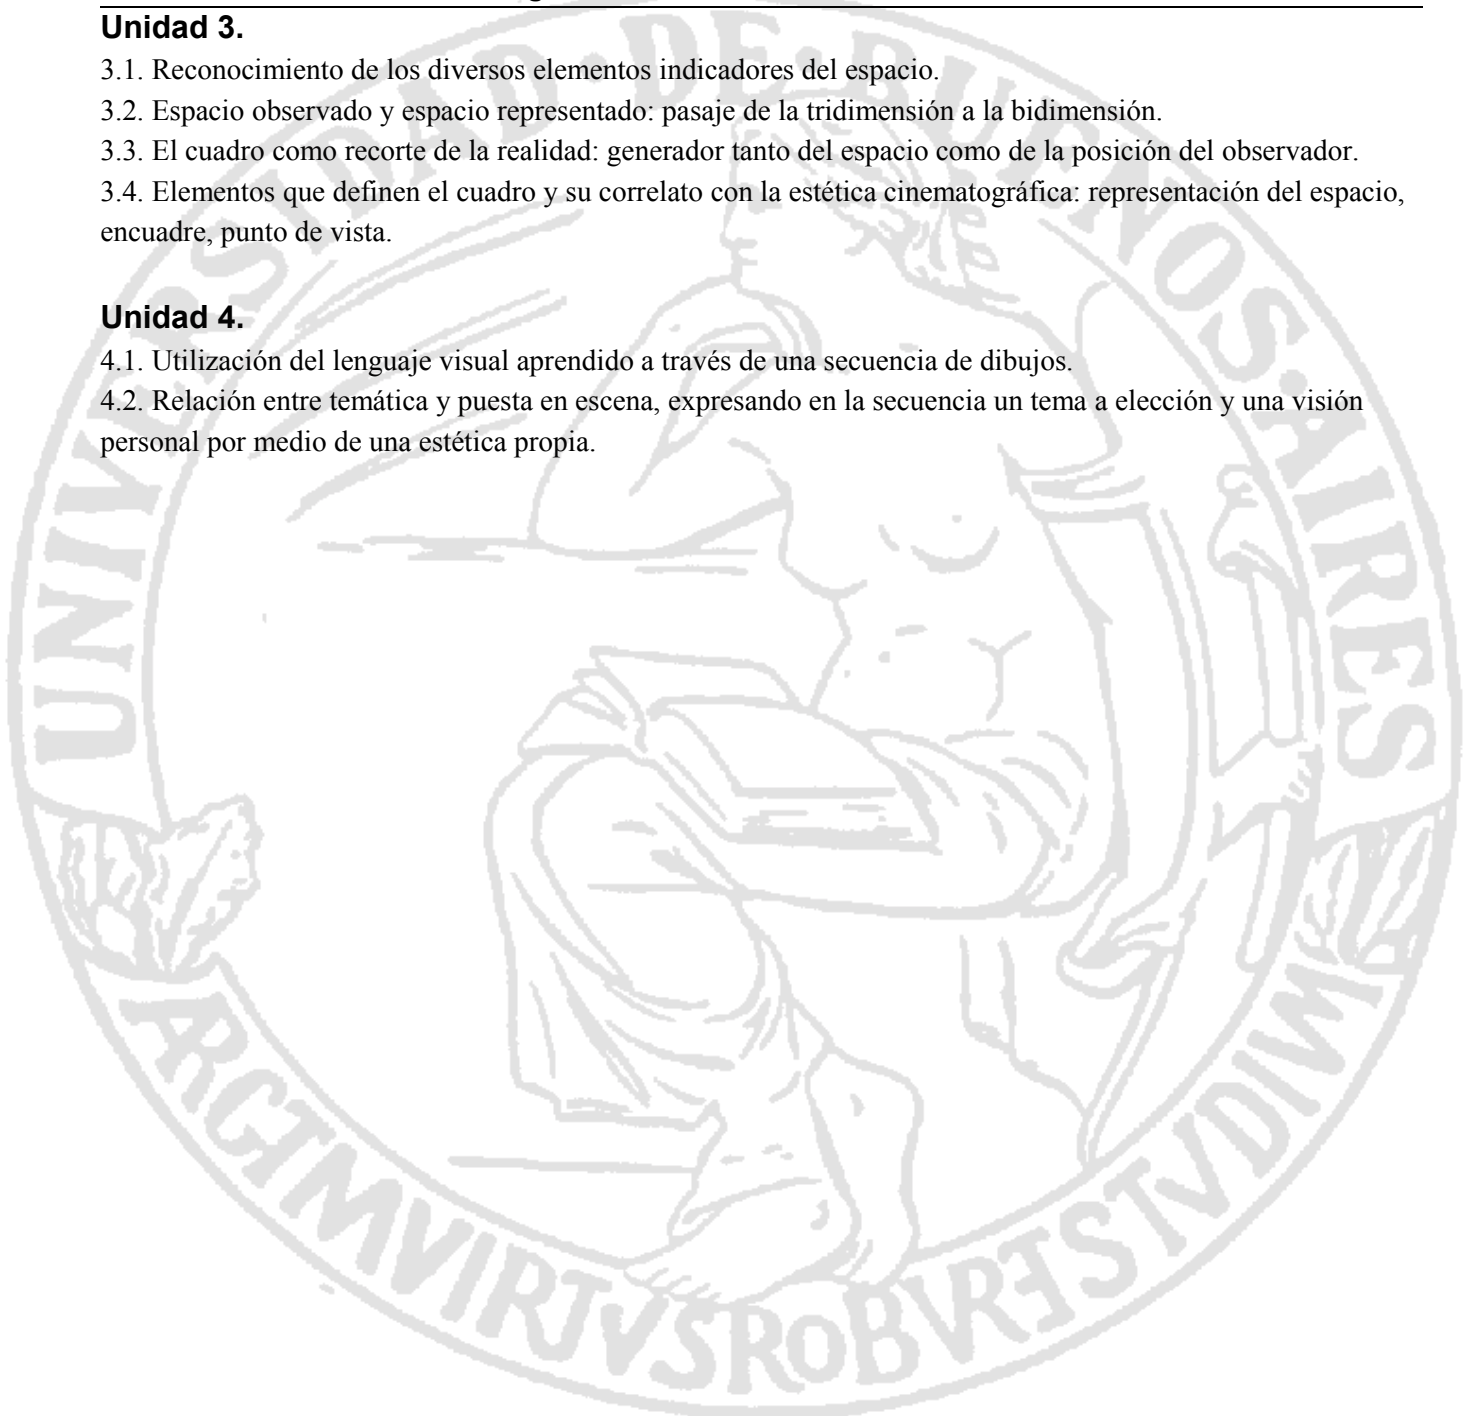 Unidad 3.
3.1. Reconocimiento de los diversos elementos indicadores del espacio.
3.2. Espacio observado y espacio representado: pasaje de la tridimensión a la bidimensión.
3.3. El cuadro como recorte de la realidad: generador tanto del espacio como de la posición del observador.
3.4. Elementos que definen el cuadro y su correlato con la estética cinematográfica: representación del espacio,
encuadre, punto de vista.
Unidad 4.
4.1. Utilización del lenguaje visual aprendido a través de una secuencia de dibujos.
4.2. Relación entre temática y puesta en escena, expresando en la secuencia un tema a elección y una visión
personal por medio de una estética propia.
UNIVERSIDAD·DE·BUENOS·AIRES
ARGTMVIRTVSROBVRESTVDIVM